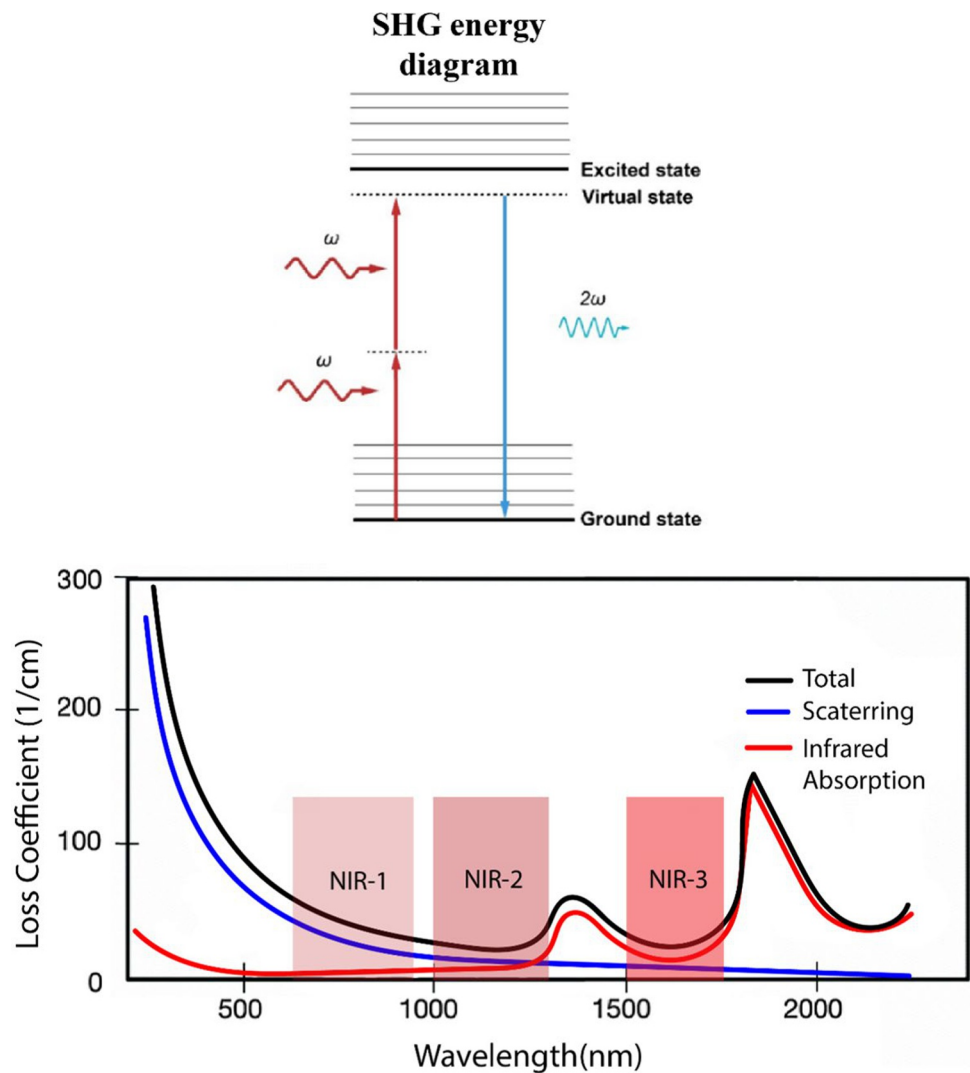 SHG energy
diagram
Excited state
Virtual state
ω
2ω
ω
Ground state
300
200
100
0
Loss Coefficient (1/cm)
Total
Scaterring
Infrared
Absorption
NIR-1
NIR-2
NIR-3
500
1000
1500
2000
Wavelength(nm)